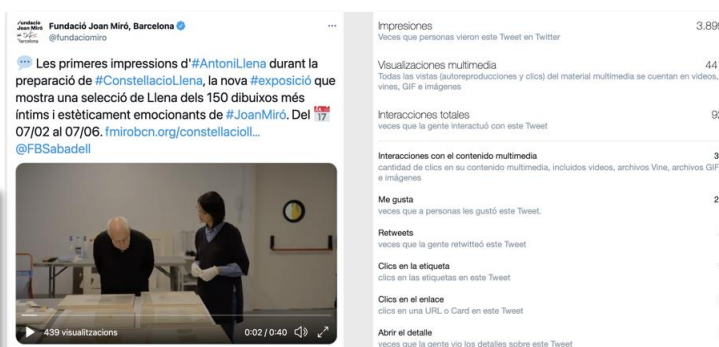 Fundació Joan Miró
Barcelona
Fundació Joan Miró, Barcelona
@fundaciomiro
Les primeres impressions d'#AntoniLlena durant la
preparació de #ConstellacioLlena, la nova #exposició que
mostra una selecció de Llena dels 150 dibuixos més
íntims i estèticament emocionants de #JoanMiró. Del
07/02 al 07/06. fmirobcn.org/constellacioll...
@FBSabadell
439 visualitzacions
0:02 / 0:40
Impresiones
Veces que personas vieron este Tweet en Twitter
Visualizaciones multimedia
Todas las vistas (autoreproducciones y clics) del material multimedia se cuentan en videos,
vines, GIF e imágenes
Interacciones totales
veces que la gente interactuó con este Tweet
Interacciones con el contenido multimedia
cantidad de clics en su contenido multimedia, incluidos videos, archivos Vine, archivos GIF
e imágenes
Me gusta
veces que a personas les gustó este Tweet.
Retweets
veces que la gente retwitteó este Tweet
Clics en la etiqueta
clics en las etiquetas en este Tweet
Clics en el enlace
clics en una URL o Card en este Tweet
Abrir el detalle
veces que la gente vio los detalles sobre este Tweet